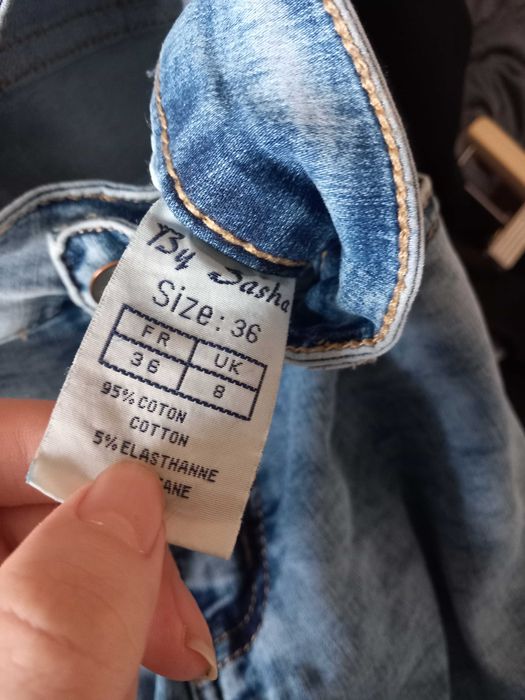 By Sasha
Size: 36
FR UK
36 8
95% COTON
COTTON
5% ELASTHANNE